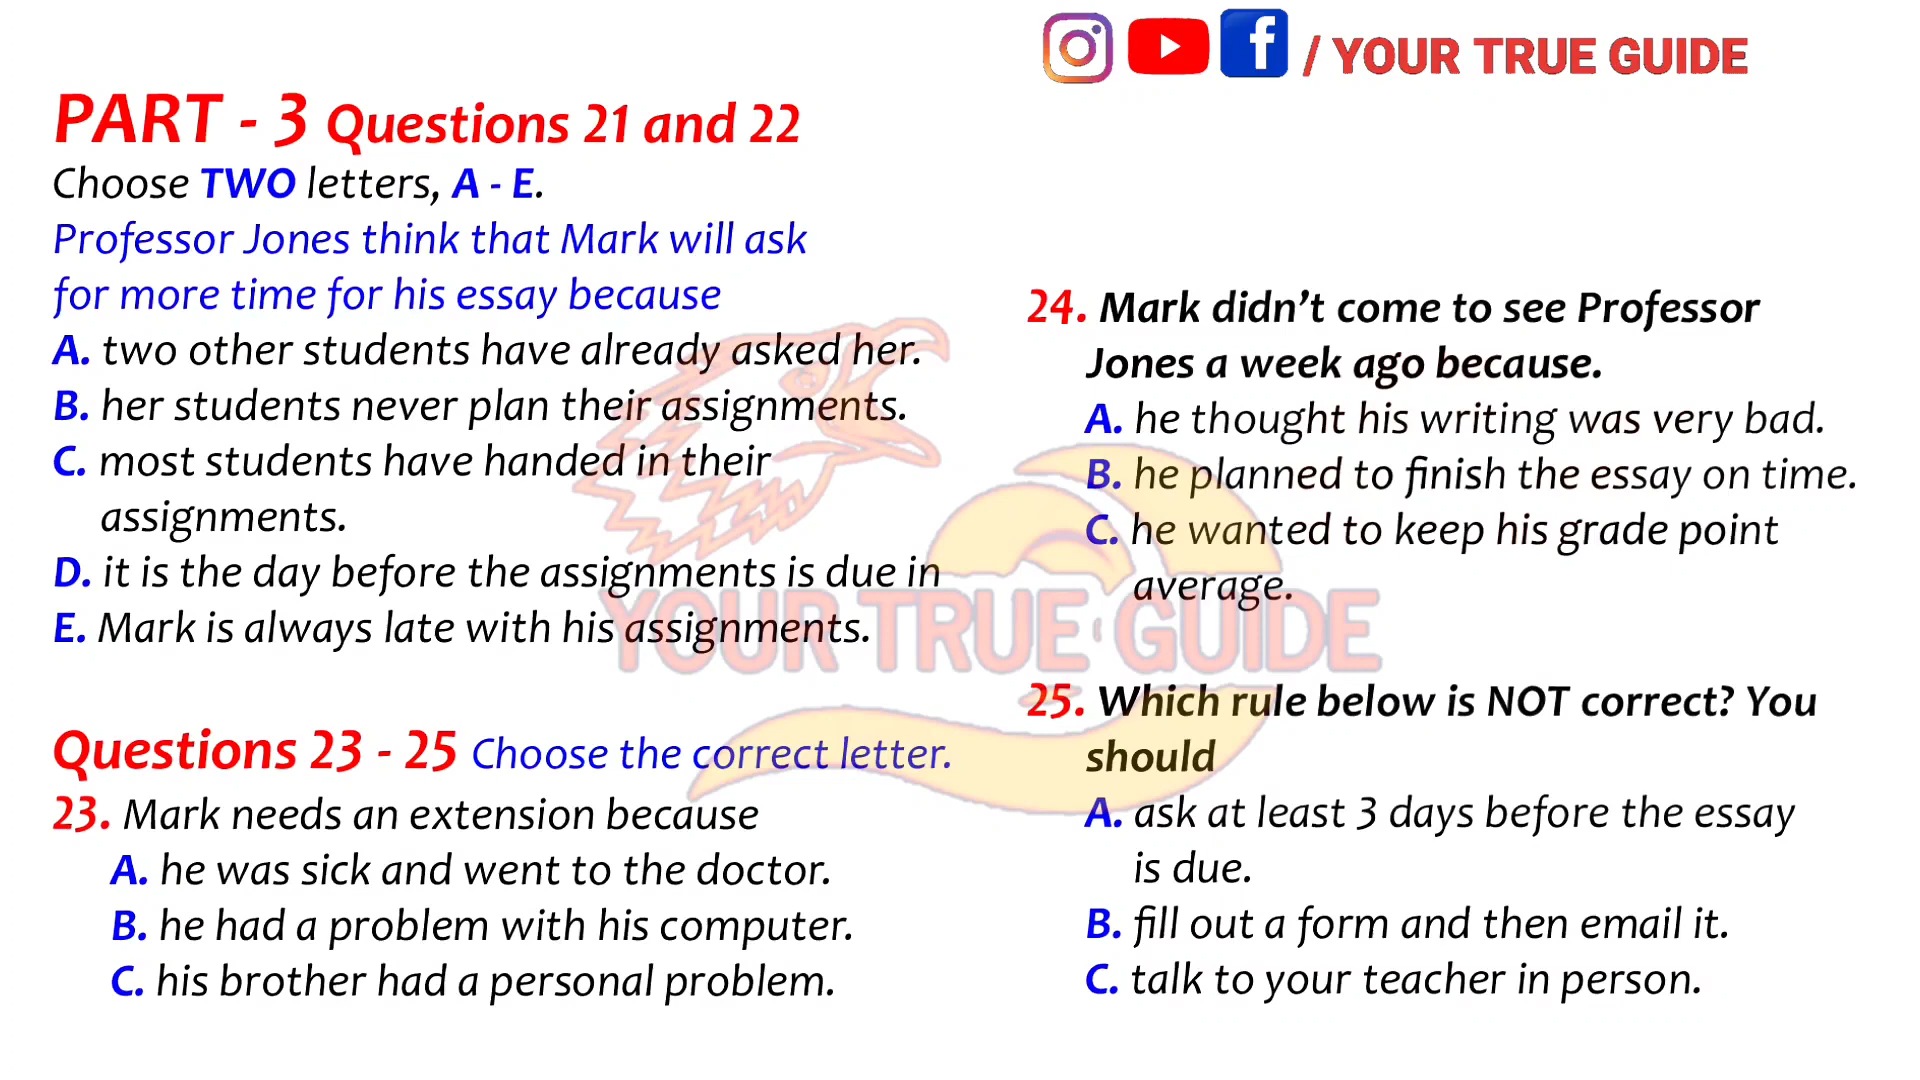 / YOUR TRUE GUIDE
PART - 3 Questions 21 and 22
Choose TWO letters, A - E.
Professor Jones think that Mark will ask
for more time for his essay because
A. two other students have already asked her.
B. her students never plan their assignments.
C. most students have handed in their
assignments.
D. it is the day before the assignments is due in
E. Mark is always late with his assignments.
Questions 23 - 25 Choose the correct letter.
23. Mark needs an extension because
A. he was sick and went to the doctor.
B. he had a problem with his computer.
C. his brother had a personal problem.
24. Mark didn't come to see Professor
Jones a week ago because.
A. he thought his writing was very bad.
B. he planned to finish the essay on time.
C. he wanted to keep his grade point
average.
25. Which rule below is NOT correct? You
should
A. ask at least 3 days before the essay
is due.
B. fill out a form and then email it.
C. talk to your teacher in person.
YOUR TRUE GUIDE